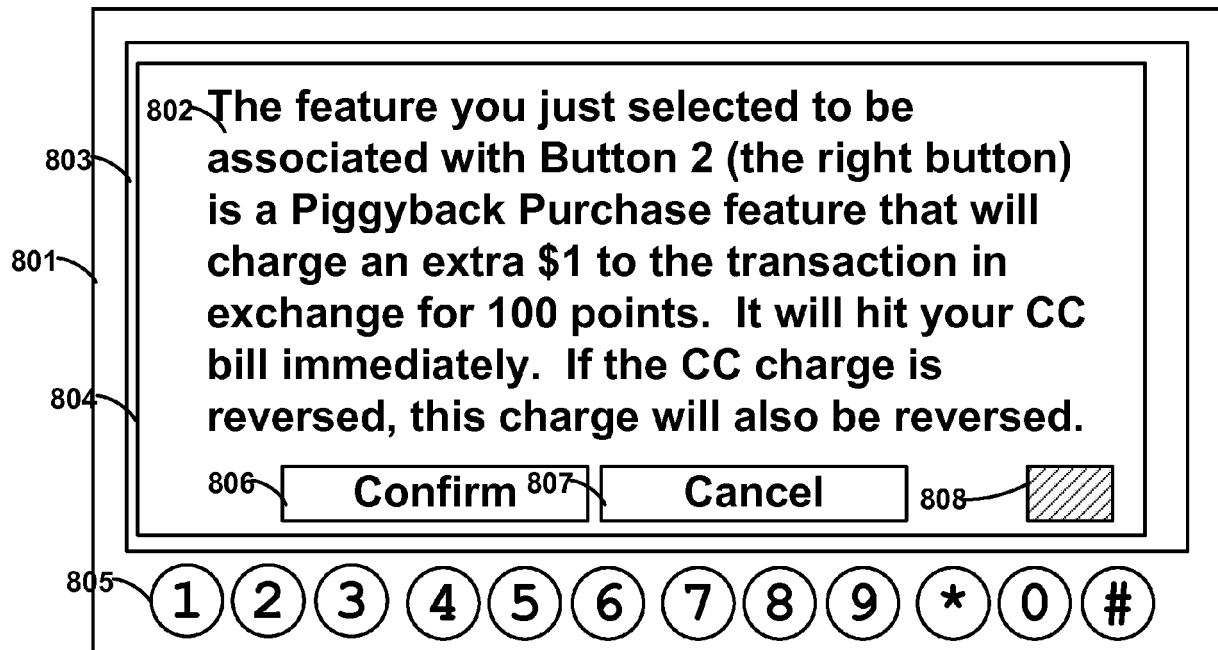 802 The feature you just selected to be
803 associated with Button 2 (the right button)
is a Piggyback Purchase feature that will
801 charge an extra $1 to the transaction in
exchange for 100 points.  It will hit your CC
bill immediately.  If the CC charge is
804 reversed, this charge will also be reversed.
806 Confirm 807 Cancel 808
805 1 2 3 4 5 6 7 8 9 * 0 #